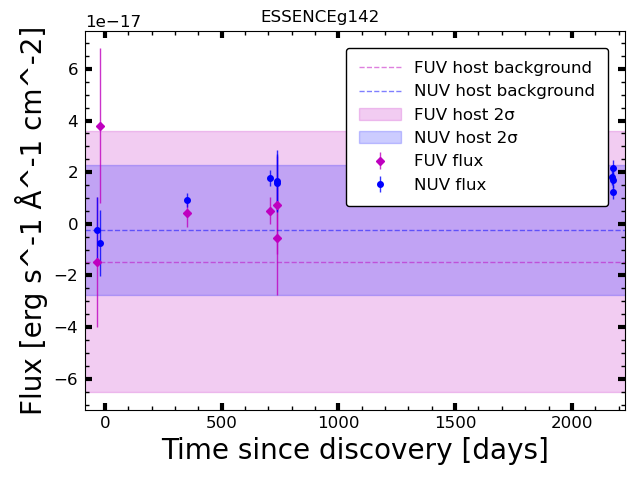 ESSENCEg142
1e−17
Flux [erg s^-1 Å^-1 cm^-2]
6
4
2
0
−2
−4
−6
FUV host background
NUV host background
FUV host 2σ
NUV host 2σ
FUV flux
NUV flux
0 500 1000 1500 2000
Time since discovery [days]